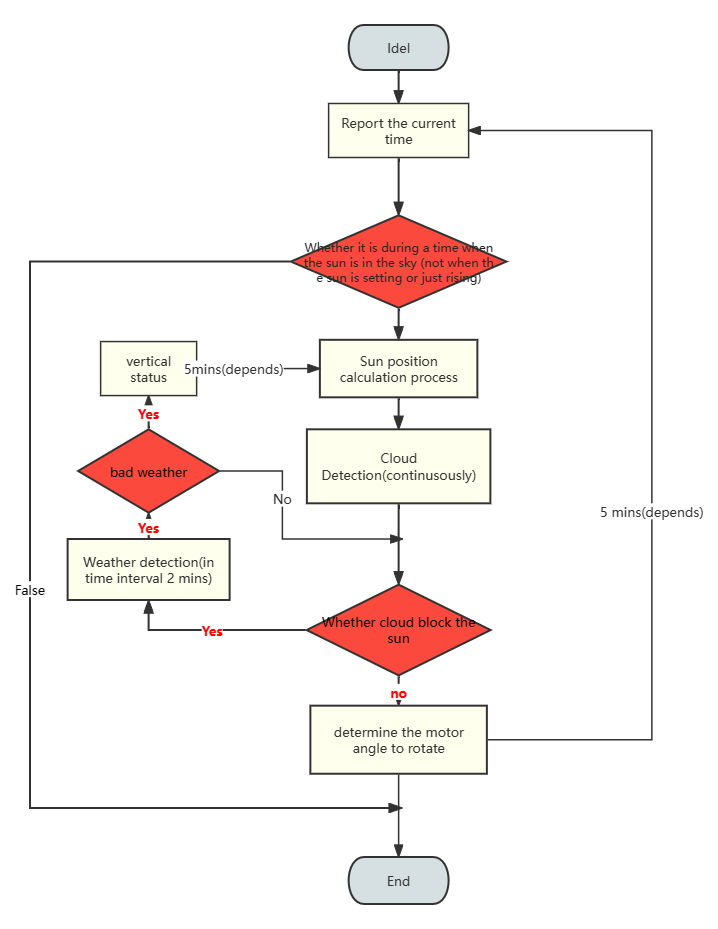 Idel
Report the current
time
Whether it is during a time when
the sun is in the sky (not when th
e sun is setting or just rising)
vertical
status
5mins(depends)
Sun position
calculation process
Yes
bad weather
Cloud
Detection(continusously)
No
5 mins(depends)
Yes
Weather detection(in
time interval 2 mins)
False
Whether cloud block the
sun
Yes
no
determine the motor
angle to rotate
End